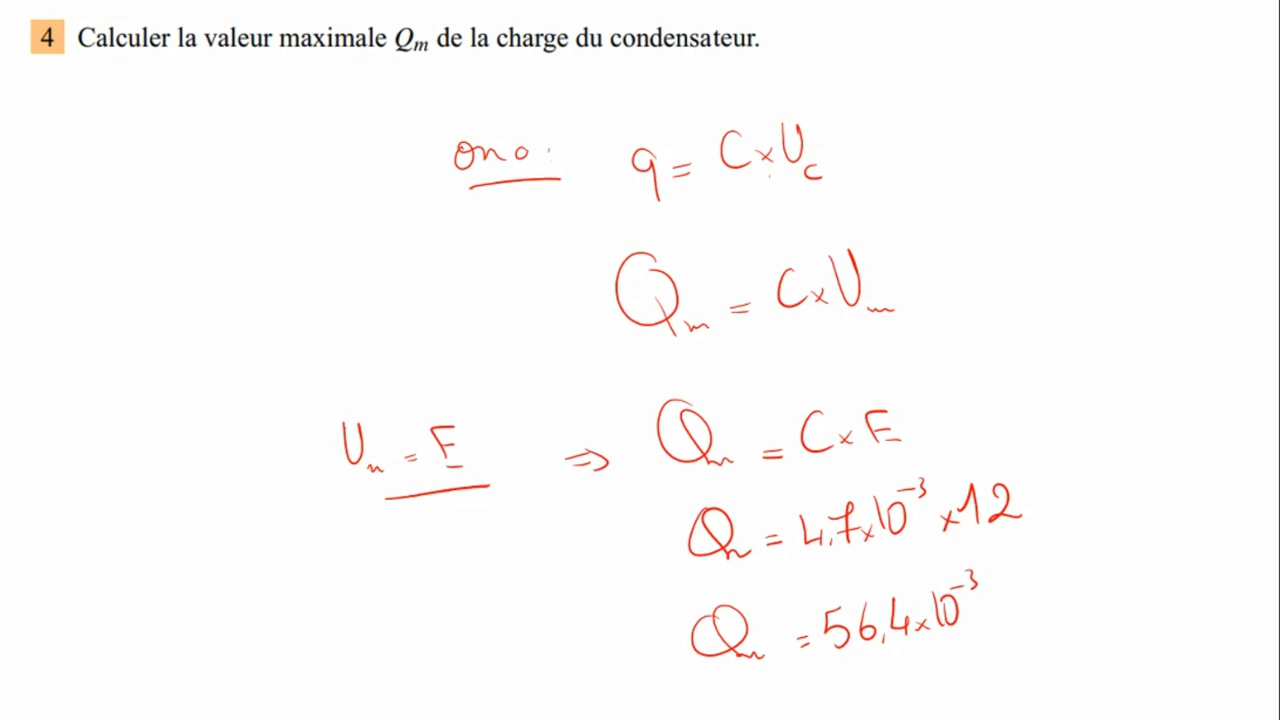 4 Calculer la valeur maximale Qm de la charge du condensateur.
on a : q = C × Uc
Qm = C × Um
Um = E ⇒ Qm = C × E
Qm = 4,7 × 10⁻³ × 12
Qm = 56,4 × 10⁻³